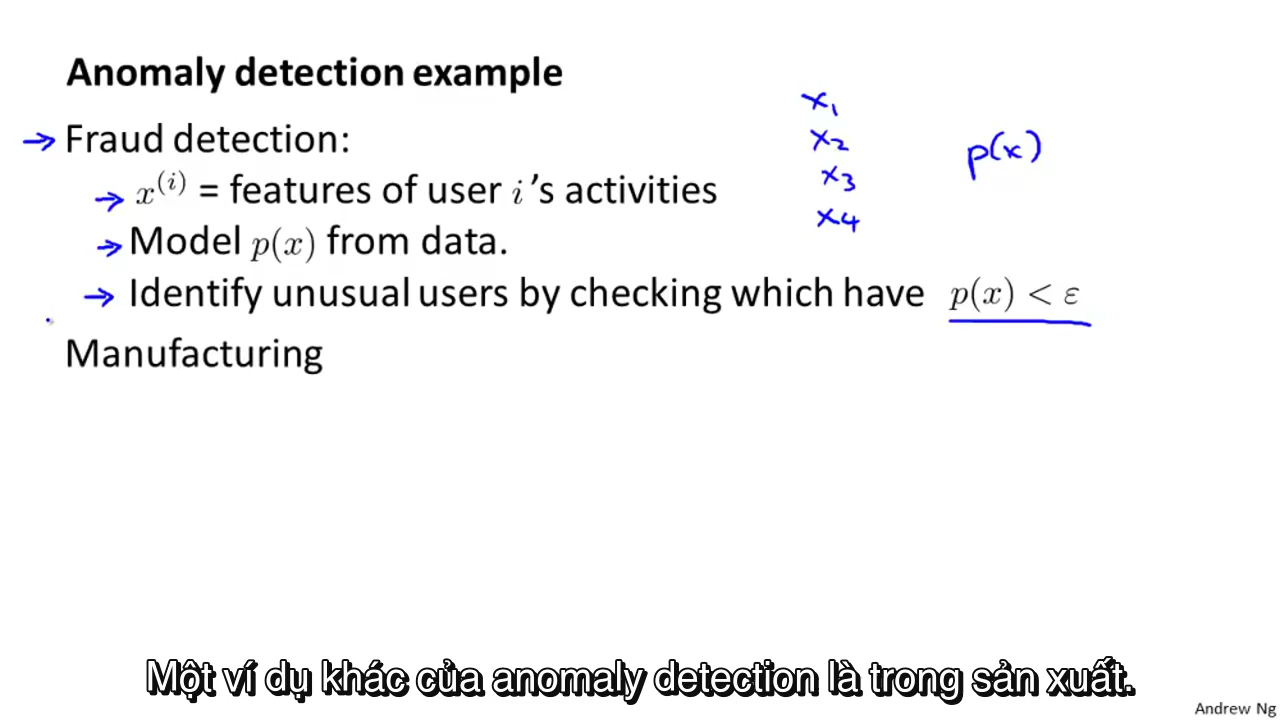 Anomaly detection example
→ Fraud detection:
→ x^(i) = features of user i's activities
→ Model p(x) from data.
→ Identify unusual users by checking which have p(x) < ε
Manufacturing
x₁
x₂
x₃
x₄
p(x)
Một ví dụ khác của anomaly detection là trong sản xuất.
Andrew Ng